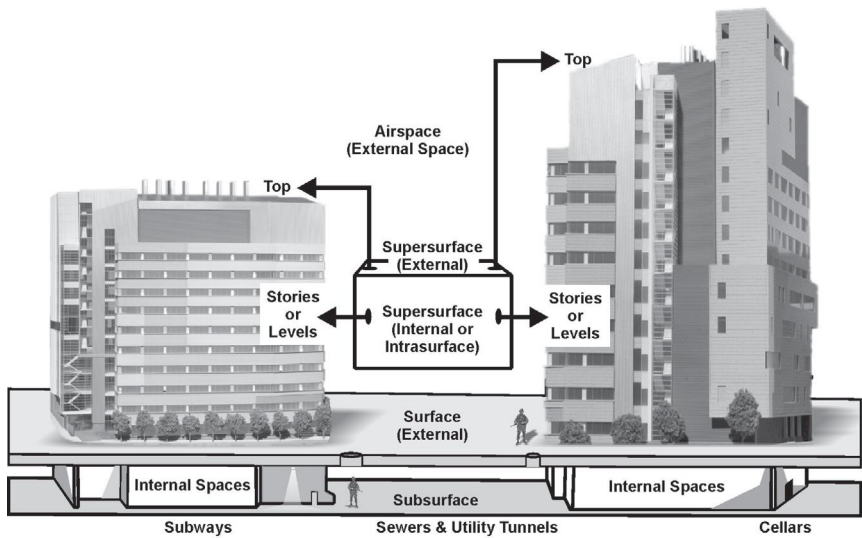 Top
Airspace
(External Space)
Top
Supersurface
(External)
Stories
or
Levels
Supersurface
(Internal or
Intrasurface)
Stories
or
Levels
Surface
(External)
Internal Spaces
Subsurface
Internal Spaces
Subways
Sewers & Utility Tunnels
Cellars